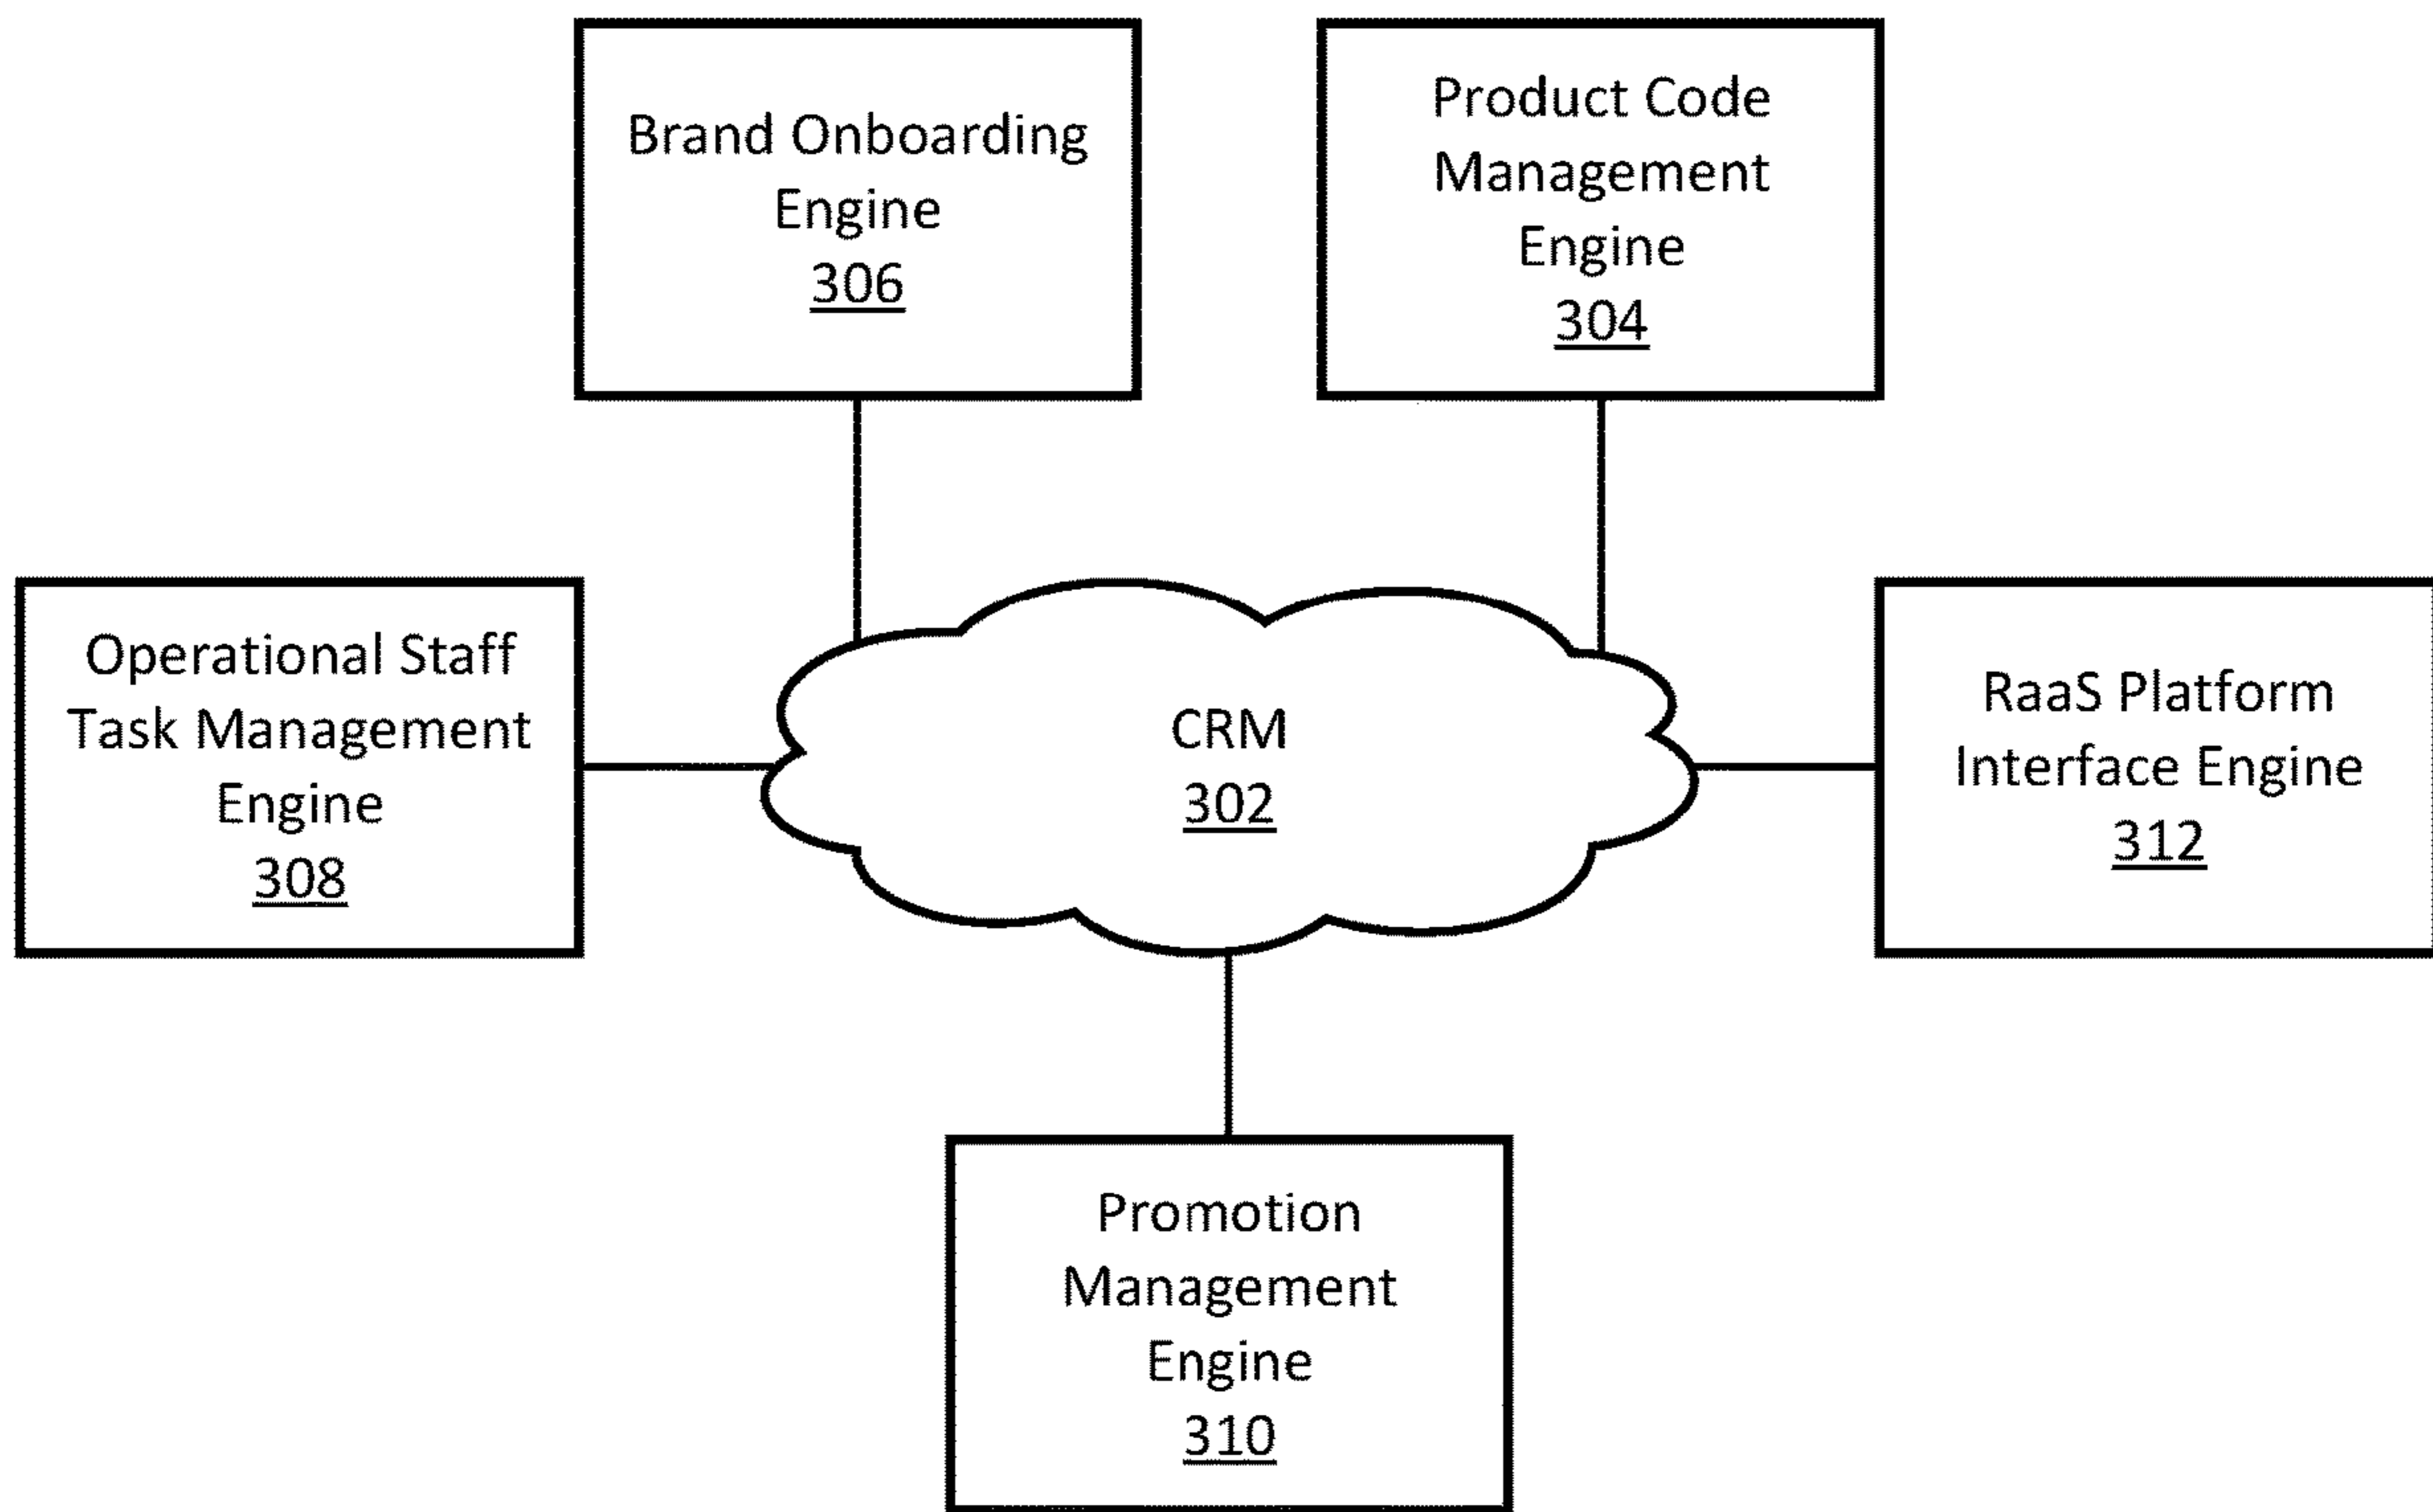 Brand Onboarding
Engine
306
Product Code
Management
Engine
304
Operational Staff
Task Management
Engine
308
CRM
302
RaaS Platform
Interface Engine
312
Promotion
Management
Engine
310